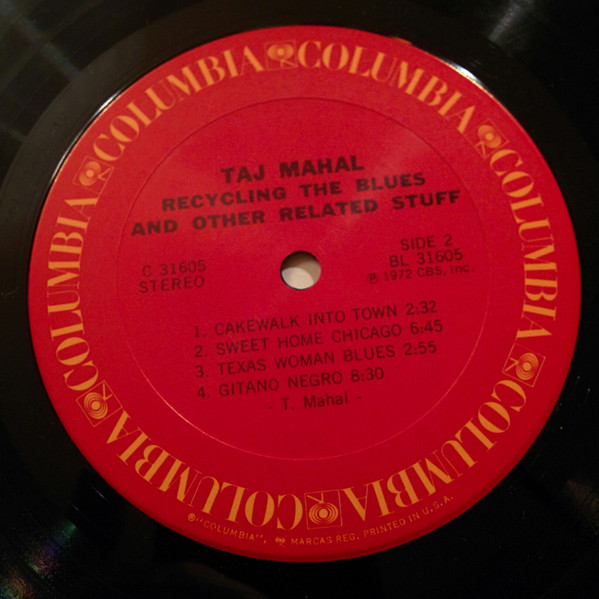 COLUMBIA COLUMBIA COLUMBIA COLUMBIA COLUMBIA COLUMBIA COLUMBIA
TAJ MAHAL
RECYCLING THE BLUES
AND OTHER RELATED STUFF
C 31605
STEREO
SIDE 2
BL 31605
℗ 1972 CBS, Inc.
1. CAKEWALK INTO TOWN 2:32
2. SWEET HOME CHICAGO 6:45
3. TEXAS WOMAN BLUES 2:55
4. GITANO NEGRO 8:30
- T. Mahal -
®"COLUMBIA", MARCAS REG. PRINTED IN U.S.A.